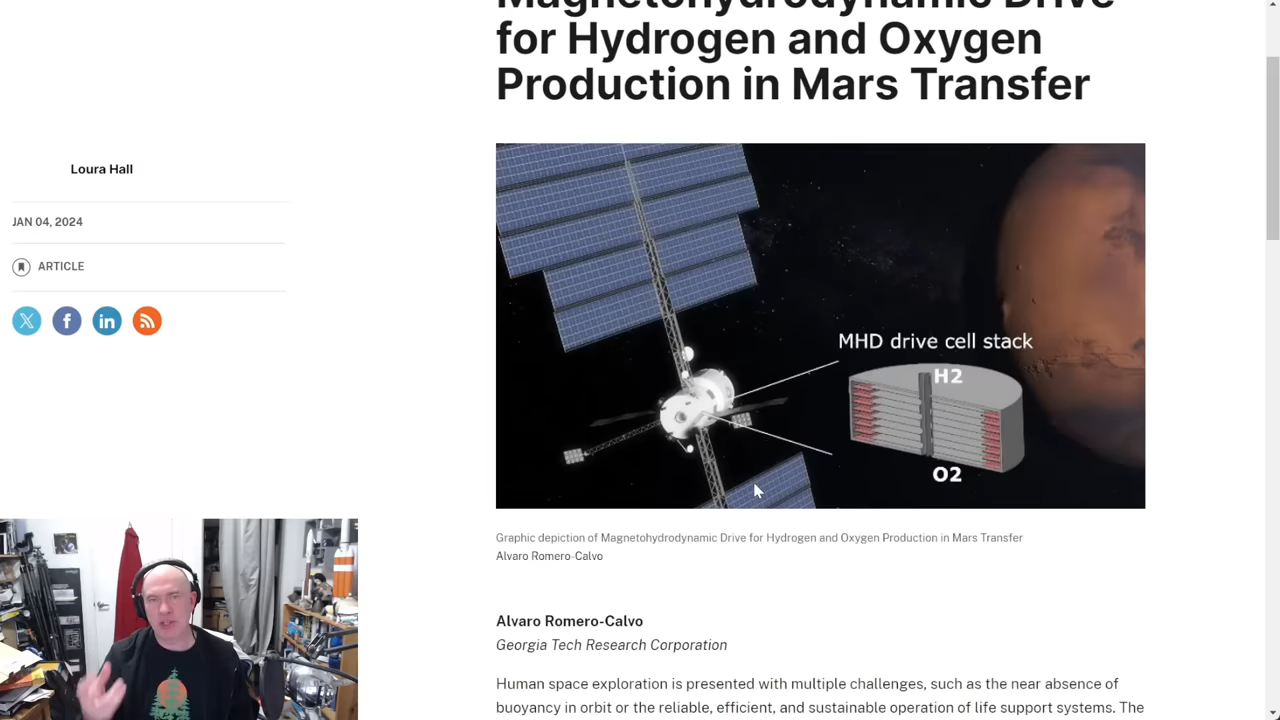 Magnetohydrodynamic Drive
for Hydrogen and Oxygen
Production in Mars Transfer
Loura Hall
JAN 04, 2024
ARTICLE
MHD drive cell stack
H2
O2
Graphic depiction of Magnetohydrodynamic Drive for Hydrogen and Oxygen Production in Mars Transfer
Alvaro Romero-Calvo
Alvaro Romero-Calvo
Georgia Tech Research Corporation
Human space exploration is presented with multiple challenges, such as the near absence of
buoyancy in orbit or the reliable, efficient, and sustainable operation of life support systems. The